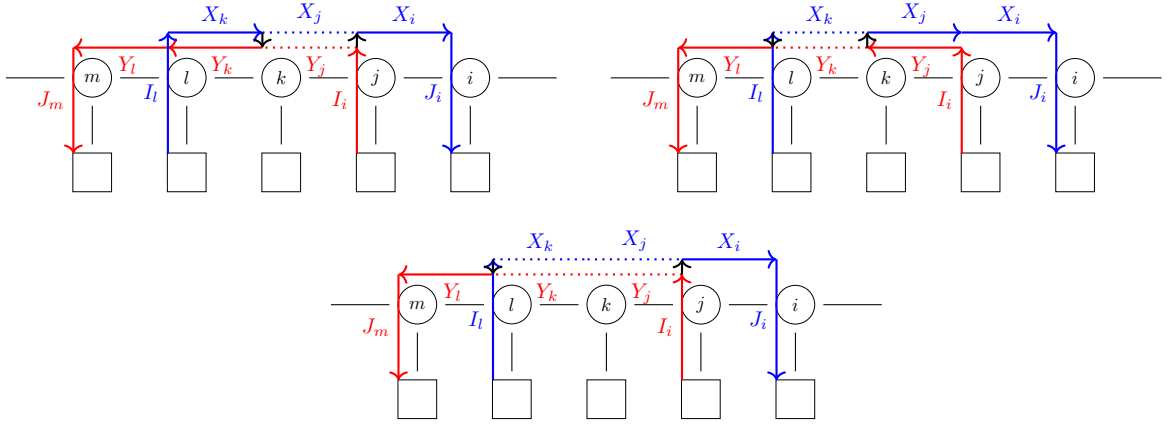 X_k X_j X_i
Y_l Y_k Y_j
m l k j i
J_m I_l I_i J_i
X_k X_j X_i
Y_l Y_k Y_j
m l k j i
J_m I_l I_i J_i
X_k X_j X_i
Y_l Y_k Y_j
m l k j i
J_m I_l I_i J_i